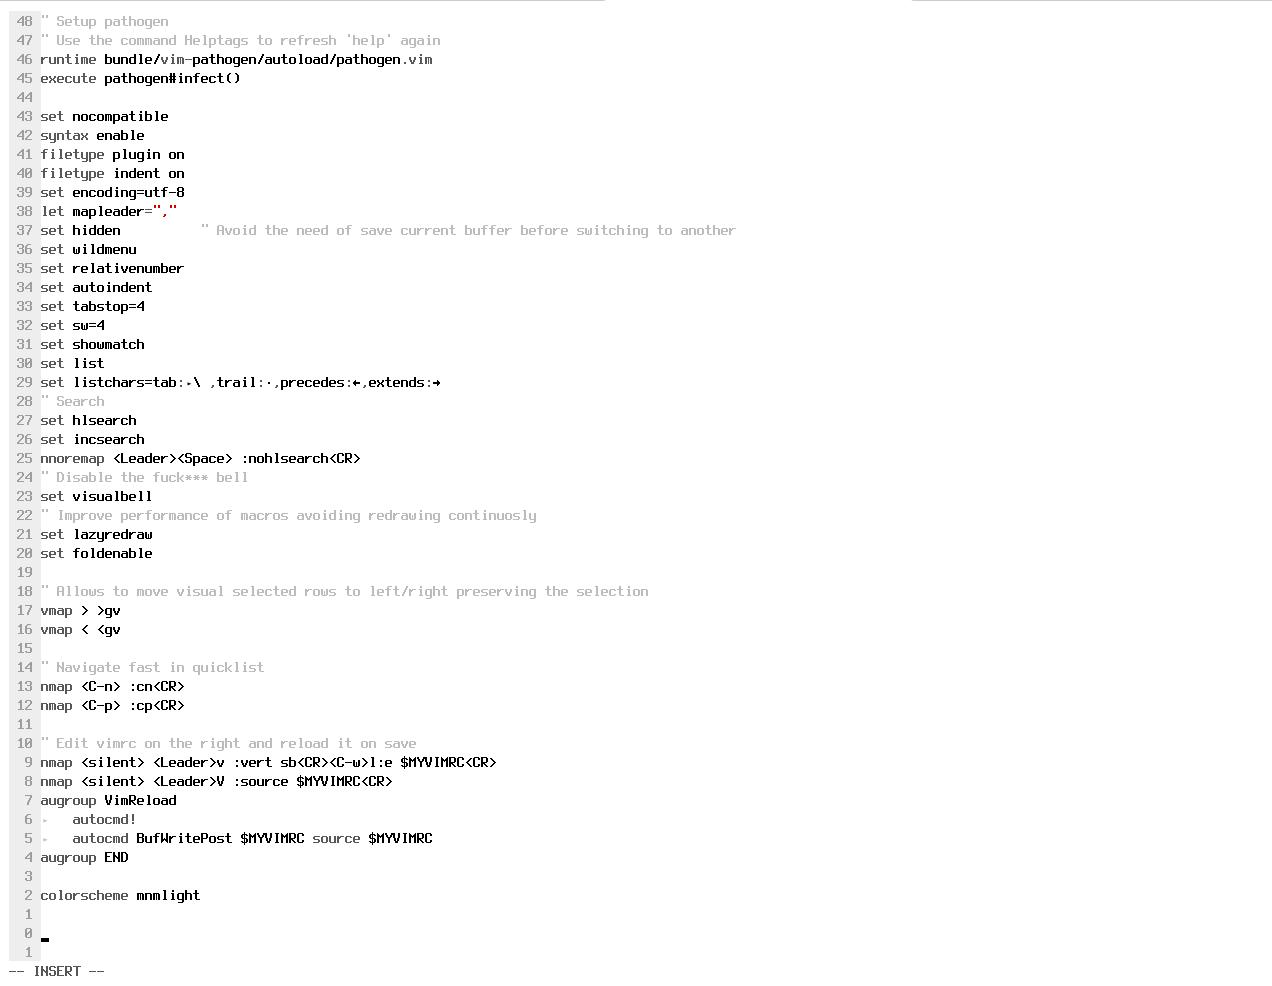 48 " Setup pathogen
47 " Use the command Helptags to refresh 'help' again
46 runtime bundle/vim-pathogen/autoload/pathogen.vim
45 execute pathogen#infect()
44
43 set nocompatible
42 syntax enable
41 filetype plugin on
40 filetype indent on
39 set encoding=utf-8
38 let mapleader=","
37 set hidden          " Avoid the need of save current buffer before switching to another
36 set wildmenu
35 set relativenumber
34 set autoindent
33 set tabstop=4
32 set sw=4
31 set showmatch
30 set list
29 set listchars=tab:▸\ ,trail:·,precedes:←,extends:→
28 " Search
27 set hlsearch
26 set incsearch
25 nnoremap <Leader><Space> :nohlsearch<CR>
24 " Disable the fuck*** bell
23 set visualbell
22 " Improve performance of macros avoiding redrawing continuosly
21 set lazyredraw
20 set foldenable
19
18 " Allows to move visual selected rows to left/right preserving the selection
17 vmap > >gv
16 vmap < <gv
15
14 " Navigate fast in quicklist
13 nmap <C-n> :cn<CR>
12 nmap <C-p> :cp<CR>
11
10 " Edit vimrc on the right and reload it on save
9 nmap <silent> <Leader>v :vert sb<CR><C-w>l:e $MYVIMRC<CR>
8 nmap <silent> <Leader>V :source $MYVIMRC<CR>
7 augroup VimReload
6 ▸   autocmd!
5 ▸   autocmd BufWritePost $MYVIMRC source $MYVIMRC
4 augroup END
3
2 colorscheme mnmlight
1
0
1
-- INSERT --